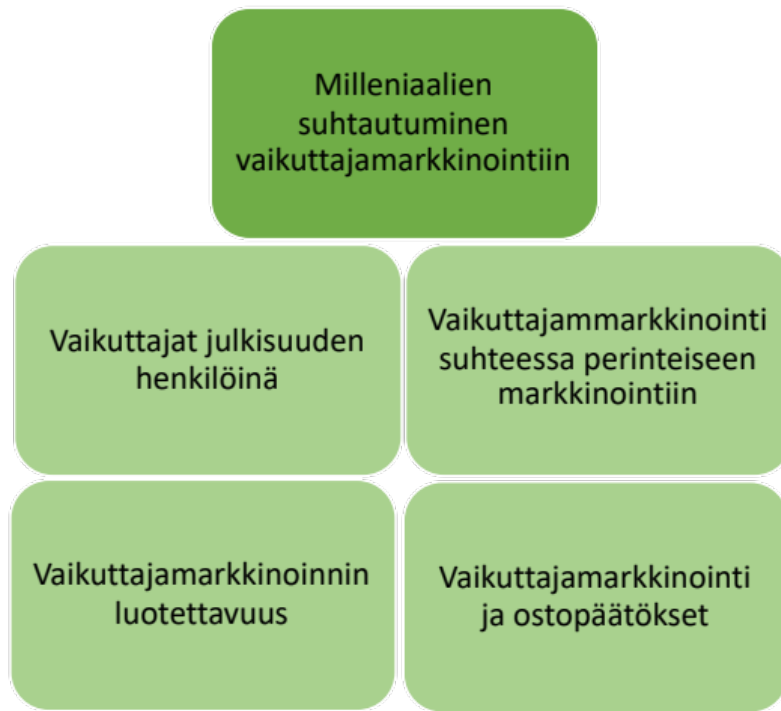 Milleniaalien
suhtautuminen
vaikuttajamarkkinointiin
Vaikuttajat julkisuuden
henkilöinä
Vaikuttajammarkkinointi
suhteessa perinteiseen
markkinointiin
Vaikuttajamarkkinoinnin
luotettavuus
Vaikuttajamarkkinointi
ja ostopäätökset